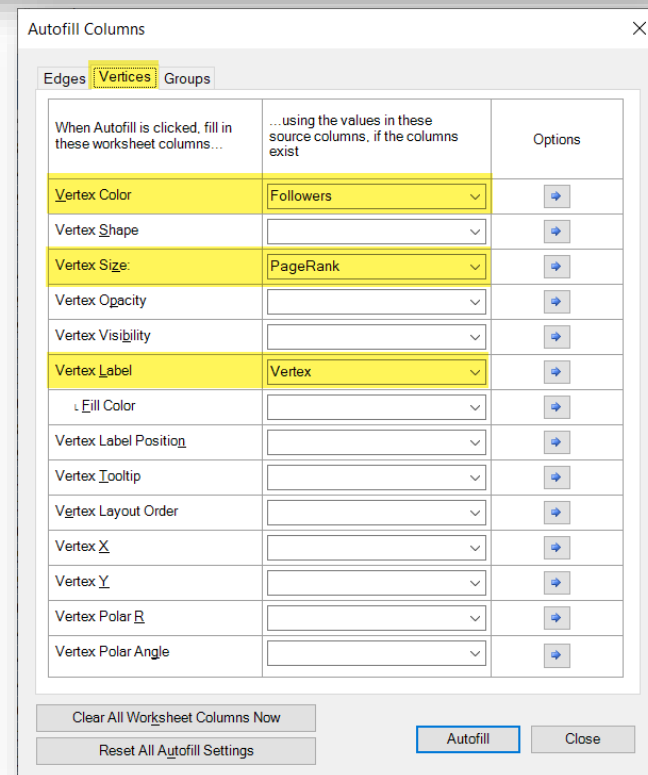 Autofill Columns
Edges Vertices Groups
When Autofill is clicked, fill in
these worksheet columns...
...using the values in these
source columns, if the columns
exist
Options
Vertex Color Followers
Vertex Shape
Vertex Size: PageRank
Vertex Opacity
Vertex Visibility
Vertex Label Vertex
Fill Color
Vertex Label Position
Vertex Tooltip
Vertex Layout Order
Vertex X
Vertex Y
Vertex Polar R
Vertex Polar Angle
Clear All Worksheet Columns Now
Reset All Autofill Settings
Autofill Close